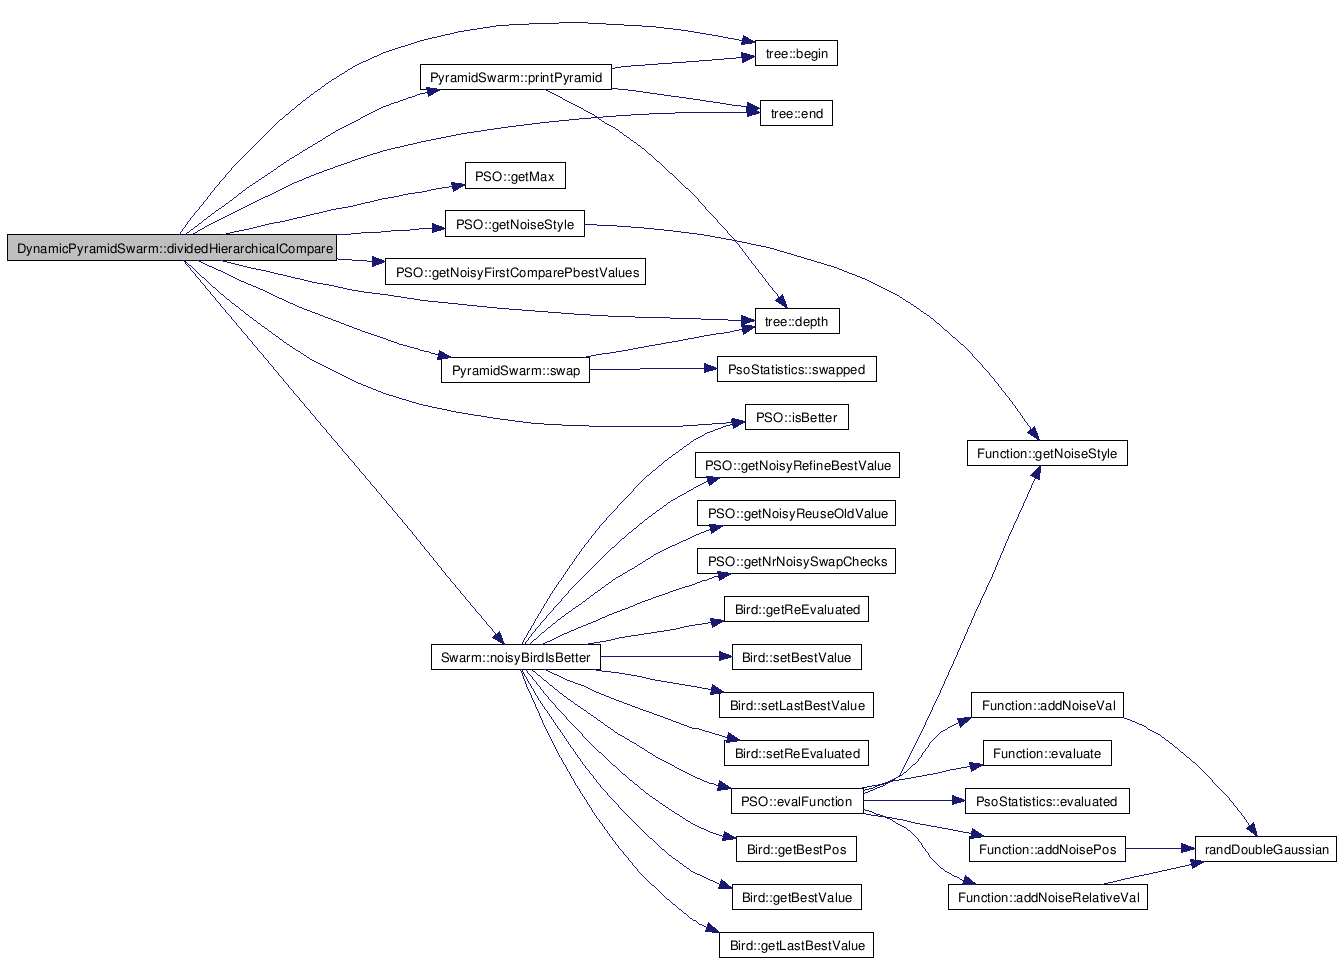 tree::begin
PyramidSwarm::printPyramid
tree::end
PSO::getMax
PSO::getNoiseStyle
DynamicPyramidSwarm::dividedHierarchicalCompare
PSO::getNoisyFirstComparePbestValues
tree::depth
PyramidSwarm::swap
PsoStatistics::swapped
PSO::isBetter
Function::getNoiseStyle
PSO::getNoisyRefineBestValue
PSO::getNoisyReuseOldValue
PSO::getNrNoisySwapChecks
Bird::getReEvaluated
Swarm::noisyBirdIsBetter
Bird::setBestValue
Bird::setLastBestValue
Function::addNoiseVal
Bird::setReEvaluated
Function::evaluate
PSO::evalFunction
PsoStatistics::evaluated
Bird::getBestPos
Function::addNoisePos
randDoubleGaussian
Bird::getBestValue
Function::addNoiseRelativeVal
Bird::getLastBestValue